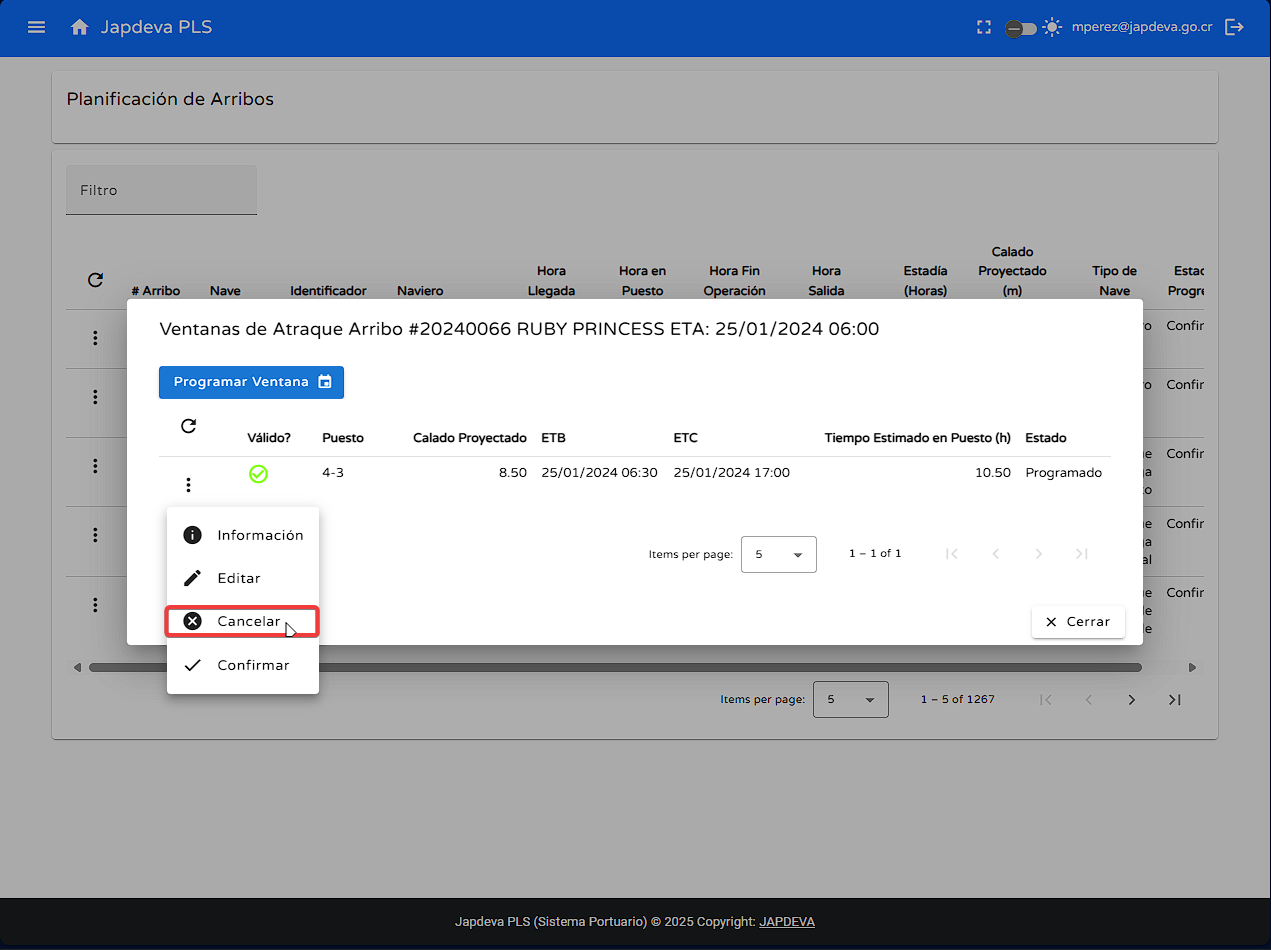 Japdeva PLS
mperez@japdeva.go.cr
Planificación de Arribos
Filtro
# Arribo Nave Identificador Naviero Hora Llegada Hora en Puesto Hora Fin Operación Hora Salida Estadía (Horas) Calado Proyectado (m) Tipo de Nave
Ventanas de Atraque Arribo #20240066 RUBY PRINCESS ETA: 25/01/2024 06:00
Programar Ventana
Válido? Puesto Calado Proyectado ETB ETC Tiempo Estimado en Puesto (h) Estado
4-3 8.50 25/01/2024 06:30 25/01/2024 17:00 10.50 Programado
Información
Editar
Cancelar
Confirmar
Items per page: 5 1 – 1 of 1
Cerrar
Items per page: 5 1 – 5 of 1267
Japdeva PLS (Sistema Portuario) © 2025 Copyright: JAPDEVA